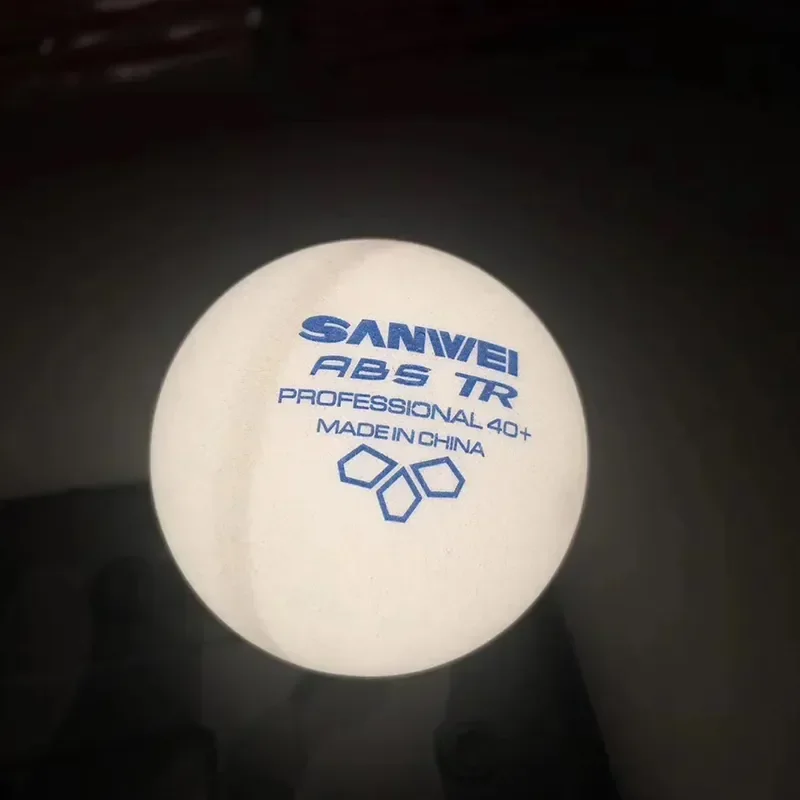 SANWEI
ABS TR
PROFESSIONAL 40+
MADE IN CHINA